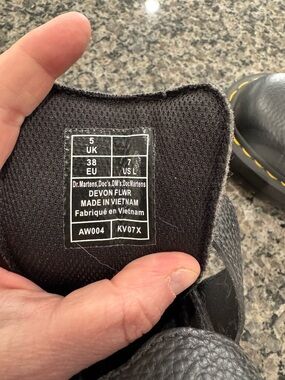 5
UK
38 7
EU US L
Dr.Martens,Doc's,DM's,DocMartens
DEVON FLWR
MADE IN VIETNAM
Fabriqué en Vietnam
AW004 KV07X